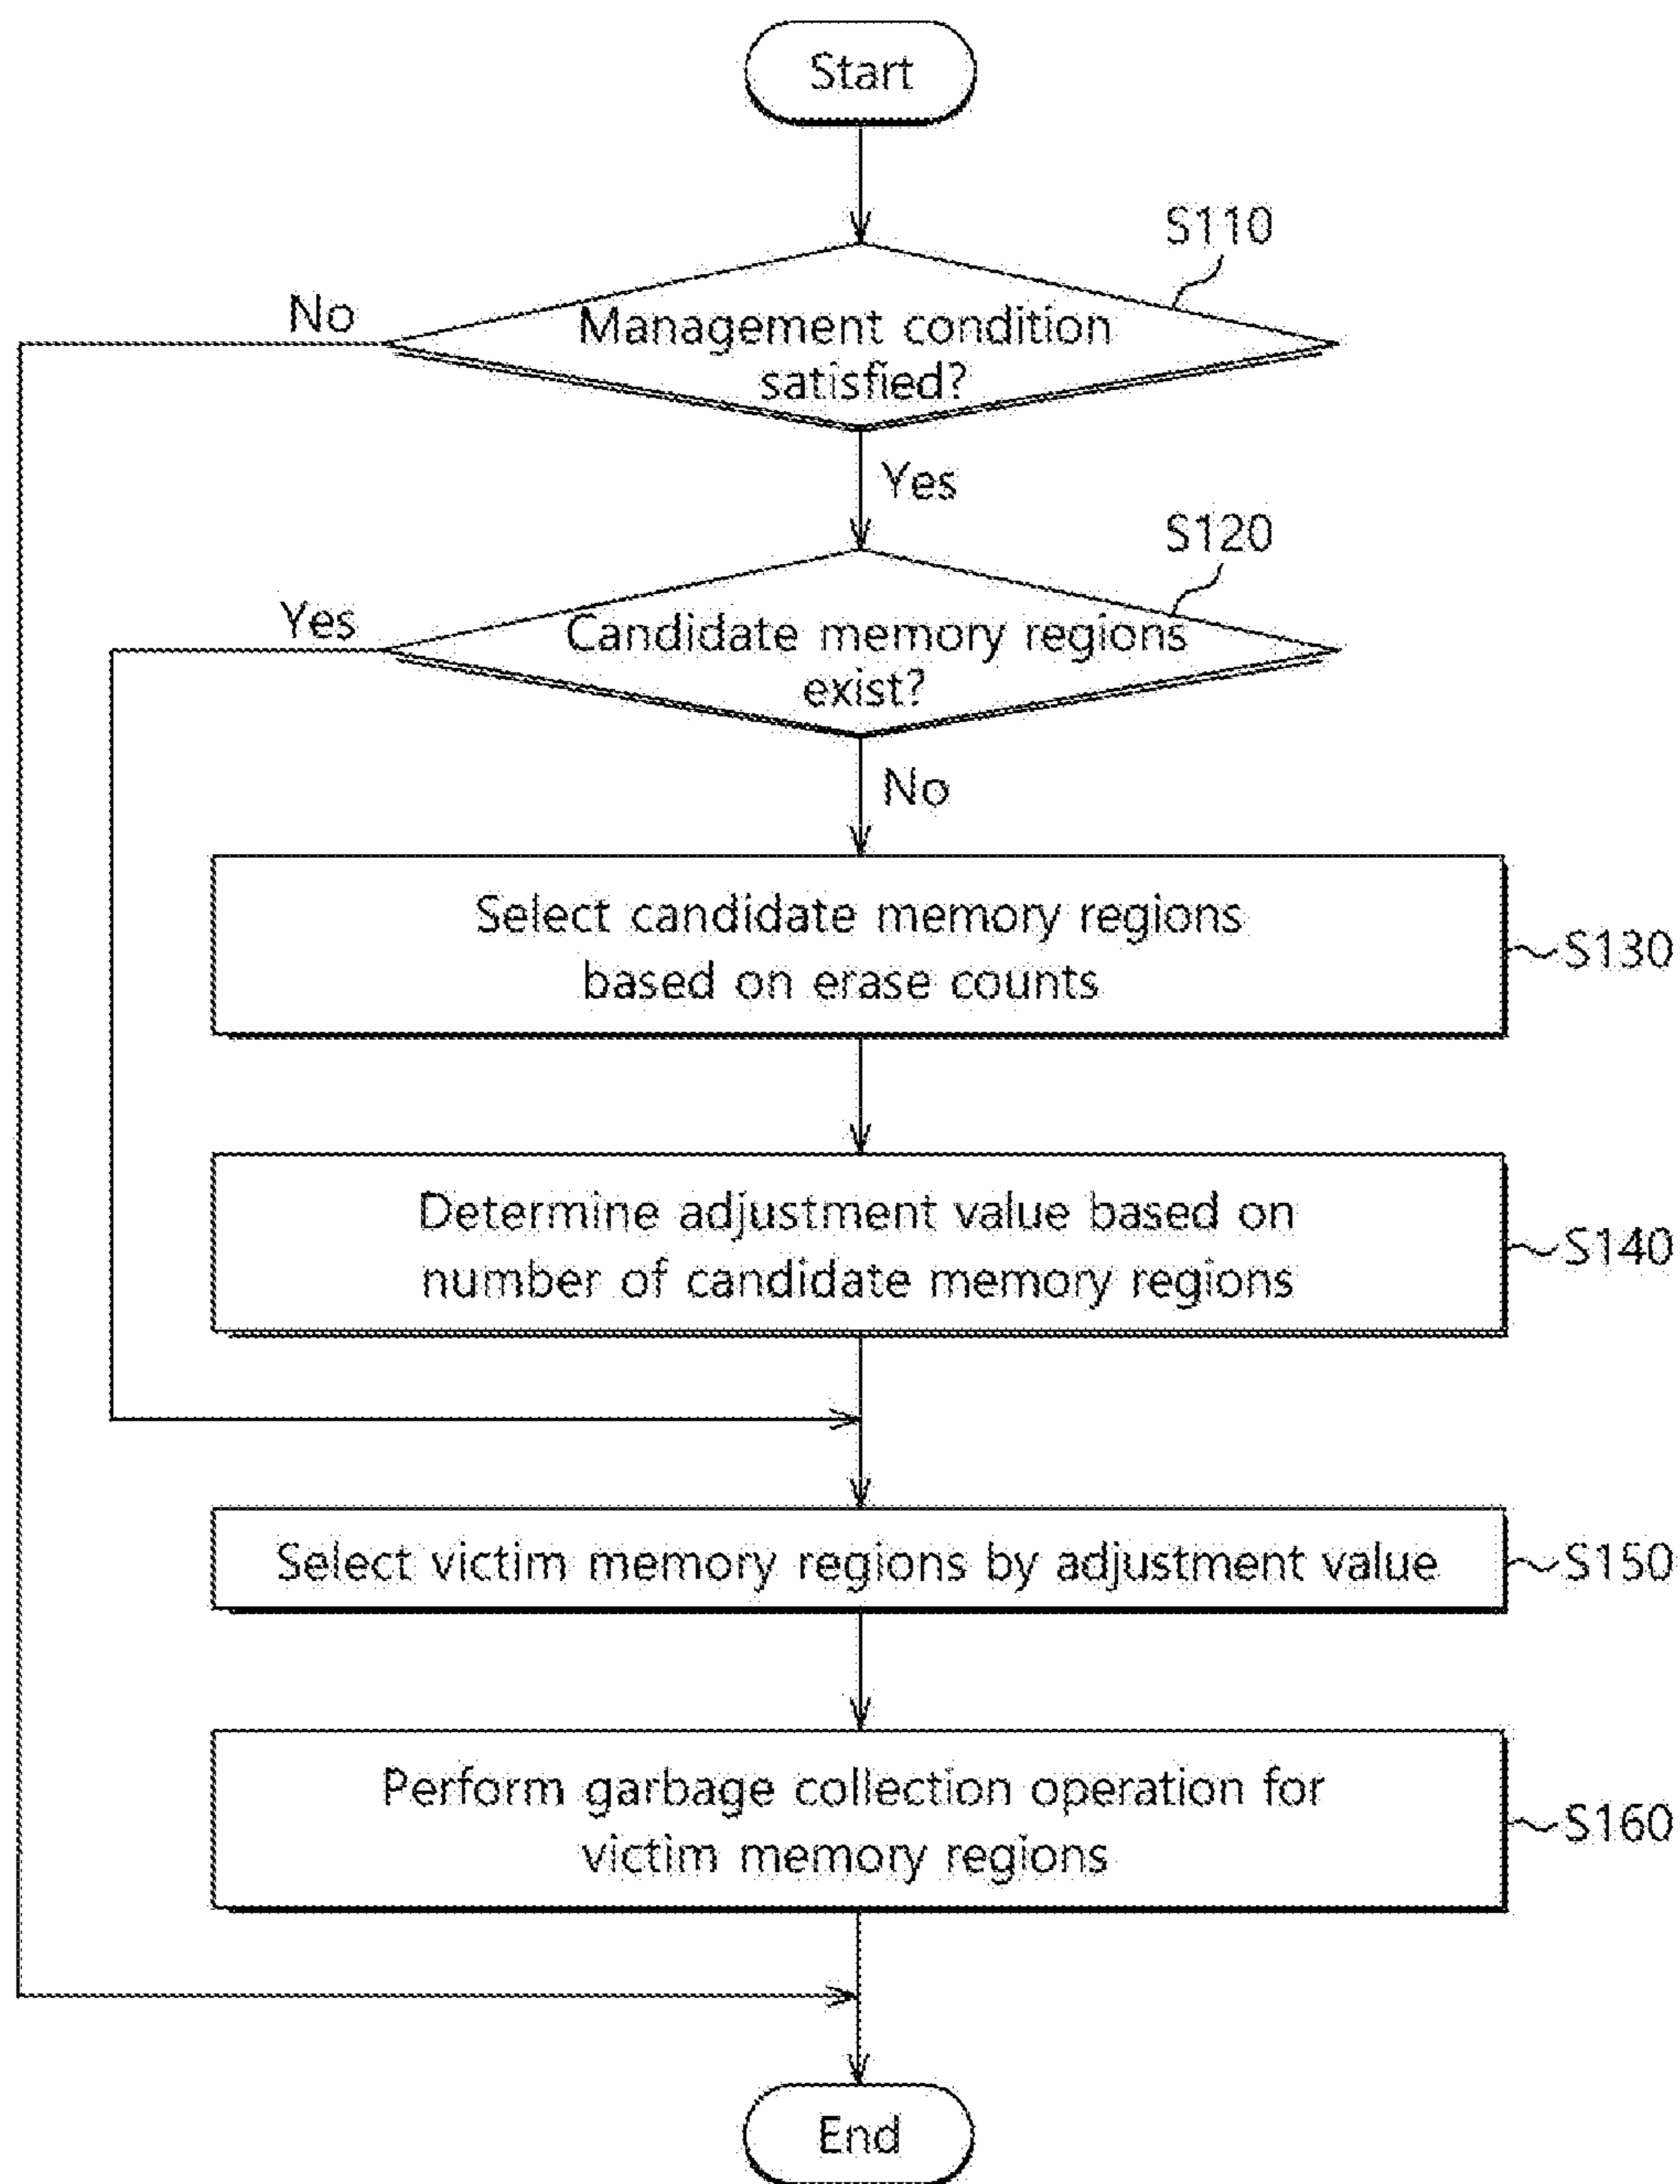 Start
S110
No
Management condition
satisfied?
Yes
S120
Yes
Candidate memory regions
exist?
No
Select candidate memory regions
based on erase counts
S130
Determine adjustment value based on
number of candidate memory regions
S140
Select victim memory regions by adjustment value
S150
Perform garbage collection operation for
victim memory regions
S160
End